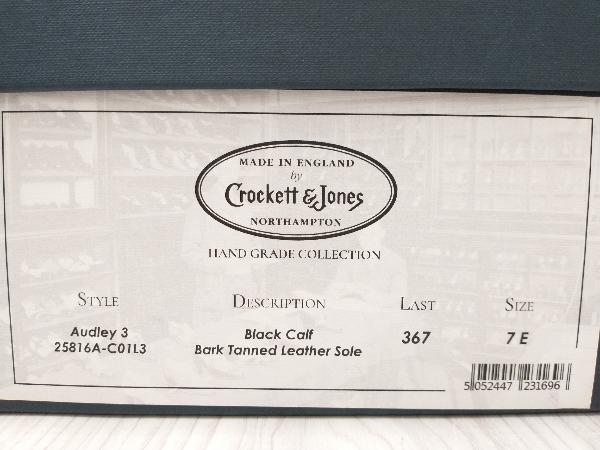 MADE IN ENGLAND
by
Crockett & Jones
NORTHAMPTON
HAND GRADE COLLECTION
STYLE DESCRIPTION LAST SIZE
Audley 3 Black Calf 367 7 E
25816A-C01L3 Bark Tanned Leather Sole
5 052447 231696